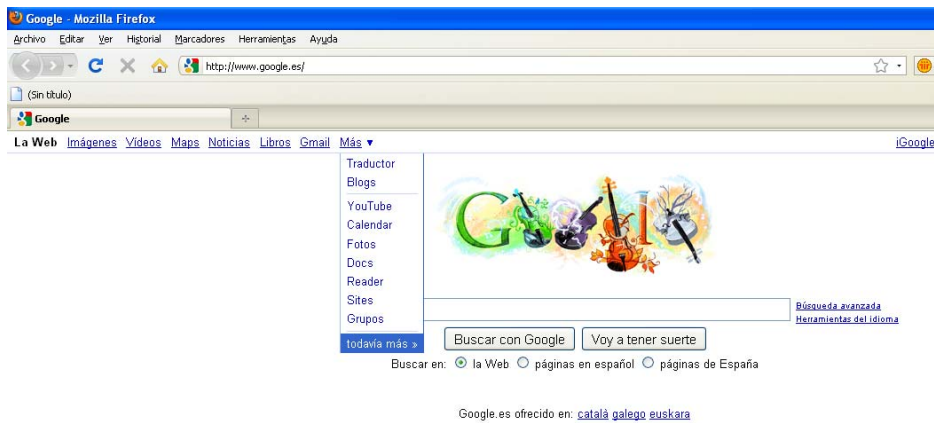 Google - Mozilla Firefox
Archivo Editar Ver Historial Marcadores Herramientas Ayuda
http://www.google.es/
(Sin título)
Google
La Web Imágenes Vídeos Maps Noticias Libros Gmail Más ▼ iGoogle
Traductor
Blogs
YouTube
Calendar
Fotos
Docs
Reader
Sites
Grupos
todavía más »
Google
Búsqueda avanzada
Herramientas del idioma
Buscar con Google Voy a tener suerte
Buscar en: la Web páginas en español páginas de España
Google.es ofrecido en: català galego euskara